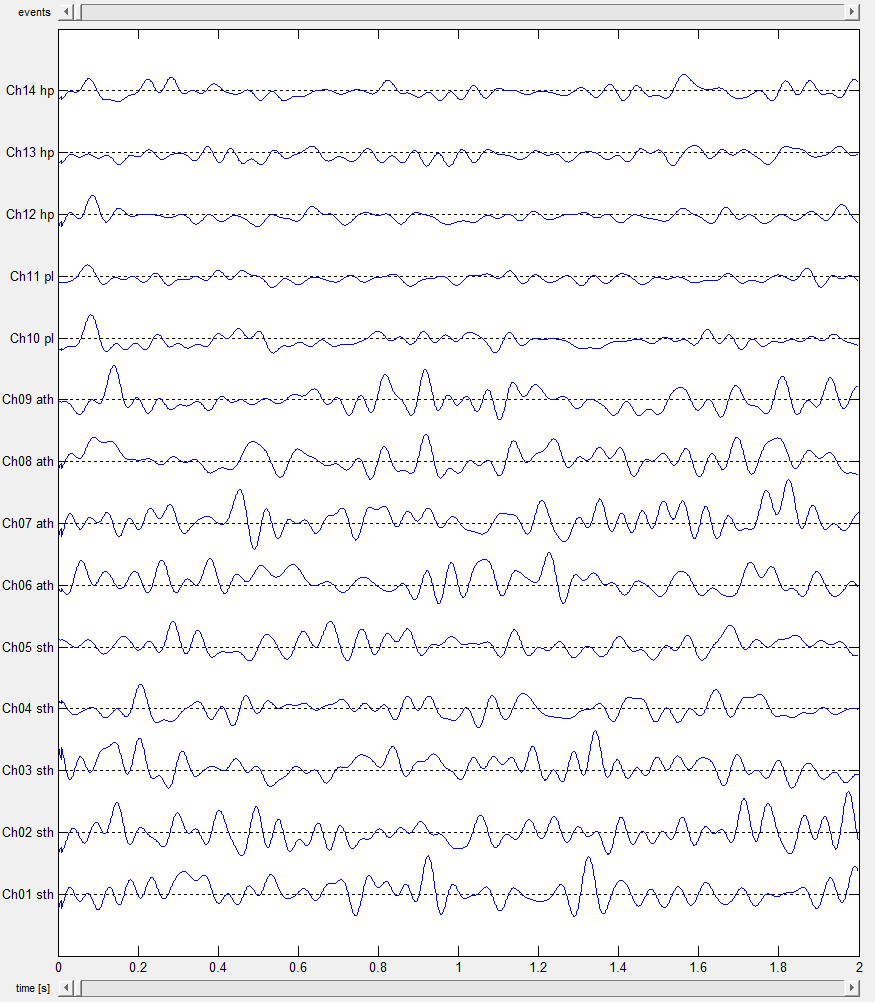 events
Ch14 hp
Ch13 hp
Ch12 hp
Ch11 pl
Ch10 pl
Ch09 ath
Ch08 ath
Ch07 ath
Ch06 ath
Ch05 sth
Ch04 sth
Ch03 sth
Ch02 sth
Ch01 sth
0 0.2 0.4 0.6 0.8 1 1.2 1.4 1.6 1.8 2
time [s]